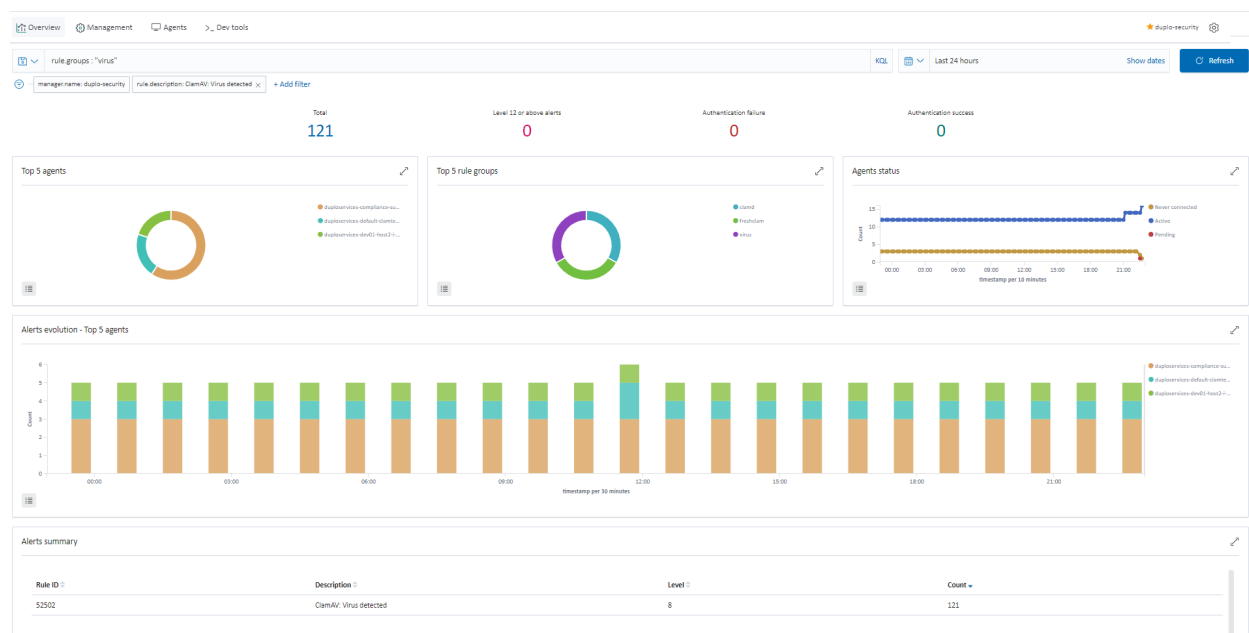 Overview Management Agents >_ Dev tools duplo-security
rule.groups : "virus" KQL Last 24 hours Show dates Refresh
manager.name: duplo-security rule.description: ClamAV: Virus detected × + Add filter
Total Level 12 or above alerts Authentication failure Authentication success
121 0 0 0
Top 5 agents
duploservices-compliance-su...
duploservices-default-clamte...
duploservices-dev01-host2-i-...
Top 5 rule groups
clamd
freshclam
virus
Agents status
Count
15
10
5
0
00:00 03:00 06:00 09:00 12:00 15:00 18:00 21:00
timestamp per 10 minutes
Never connected
Active
Pending
Alerts evolution - Top 5 agents
Count
6
5
4
3
2
1
0
00:00 03:00 06:00 09:00 12:00 15:00 18:00 21:00
timestamp per 30 minutes
duploservices-compliance-su...
duploservices-default-clamte...
duploservices-dev01-host2-i-...
Alerts summary
Rule ID Description Level Count
52502 ClamAV: Virus detected 8 121